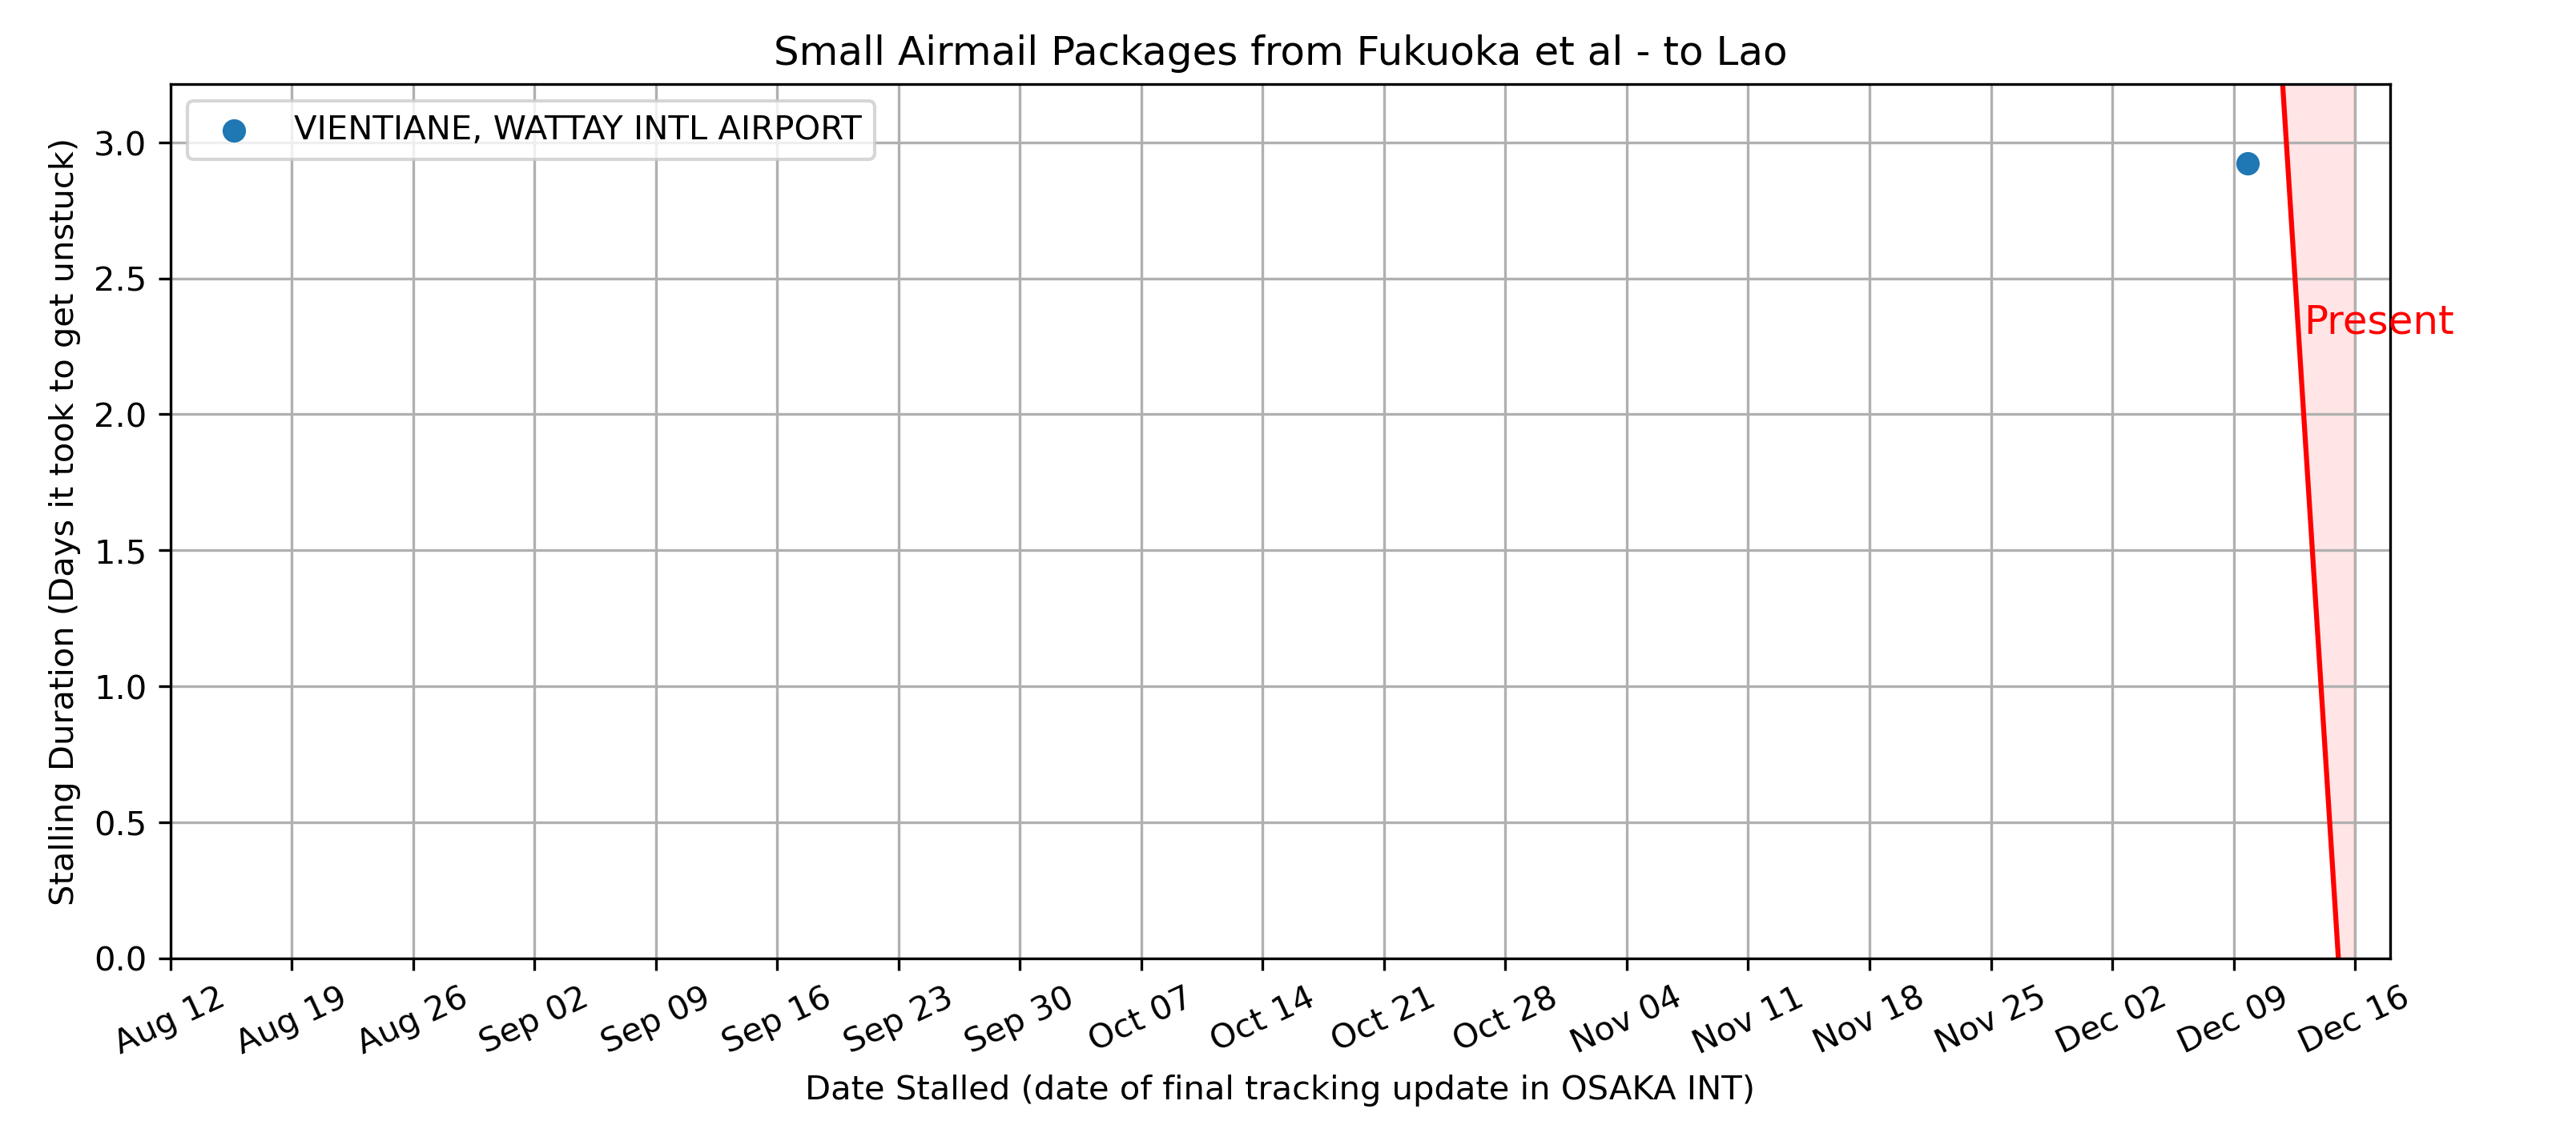 Small Airmail Packages from Fukuoka et al - to Lao
VIENTIANE, WATTAY INTL AIRPORT
Stalling Duration (Days it took to get unstuck)
3.0
2.5
2.0
1.5
1.0
0.5
0.0
Present
Aug 12
Aug 19
Aug 26
Sep 02
Sep 09
Sep 16
Sep 23
Sep 30
Oct 07
Oct 14
Oct 21
Oct 28
Nov 04
Nov 11
Nov 18
Nov 25
Dec 02
Dec 09
Dec 16
Date Stalled (date of final tracking update in OSAKA INT)